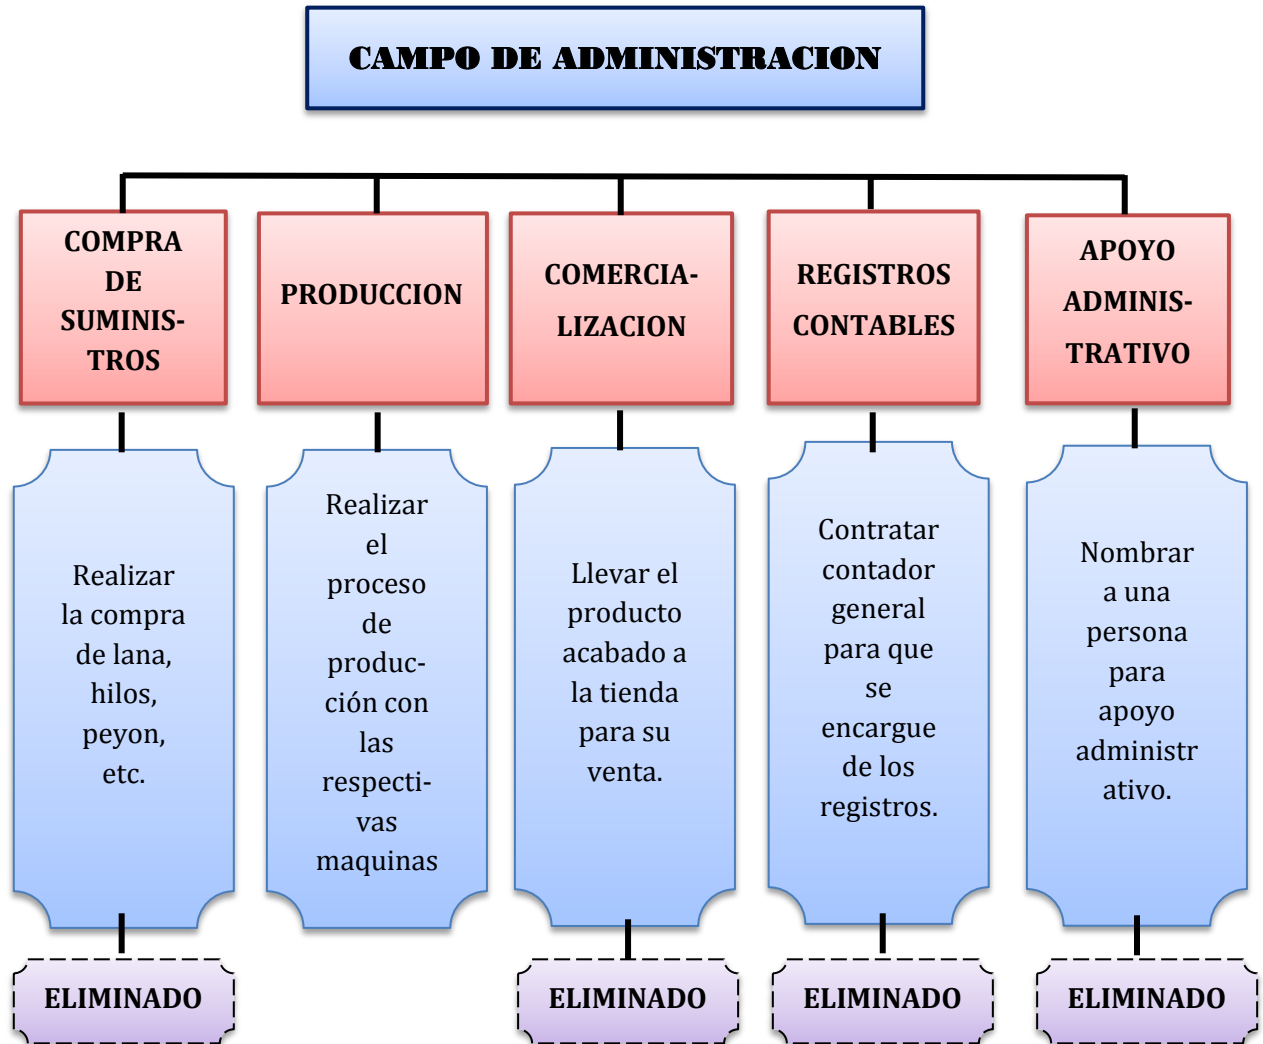 CAMPO DE ADMINISTRACION
COMPRA
DE
SUMINIS-
TROS
PRODUCCION
COMERCIA-
LIZACION
REGISTROS
CONTABLES
APOYO
ADMINIS-
TRATIVO
Realizar
la compra
de lana,
hilos,
peyon,
etc.
Realizar
el
proceso
de
produc-
ción con
las
respecti-
vas
maquinas
Llevar el
producto
acabado a
la tienda
para su
venta.
Contratar
contador
general
para que
se
encargue
de los
registros.
Nombrar
a una
persona
para
apoyo
administr
ativo.
ELIMINADO
ELIMINADO
ELIMINADO
ELIMINADO